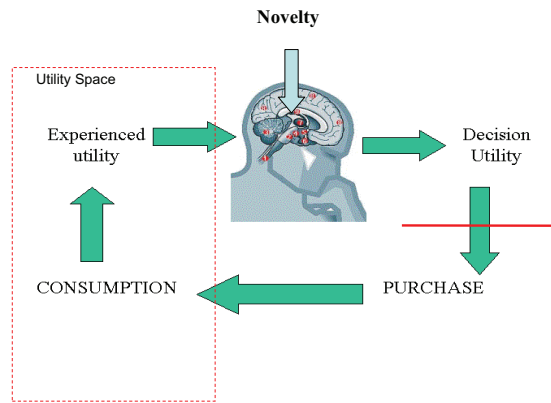 Novelty
Utility Space
Experienced
utility
Decision
Utility
CONSUMPTION
PURCHASE